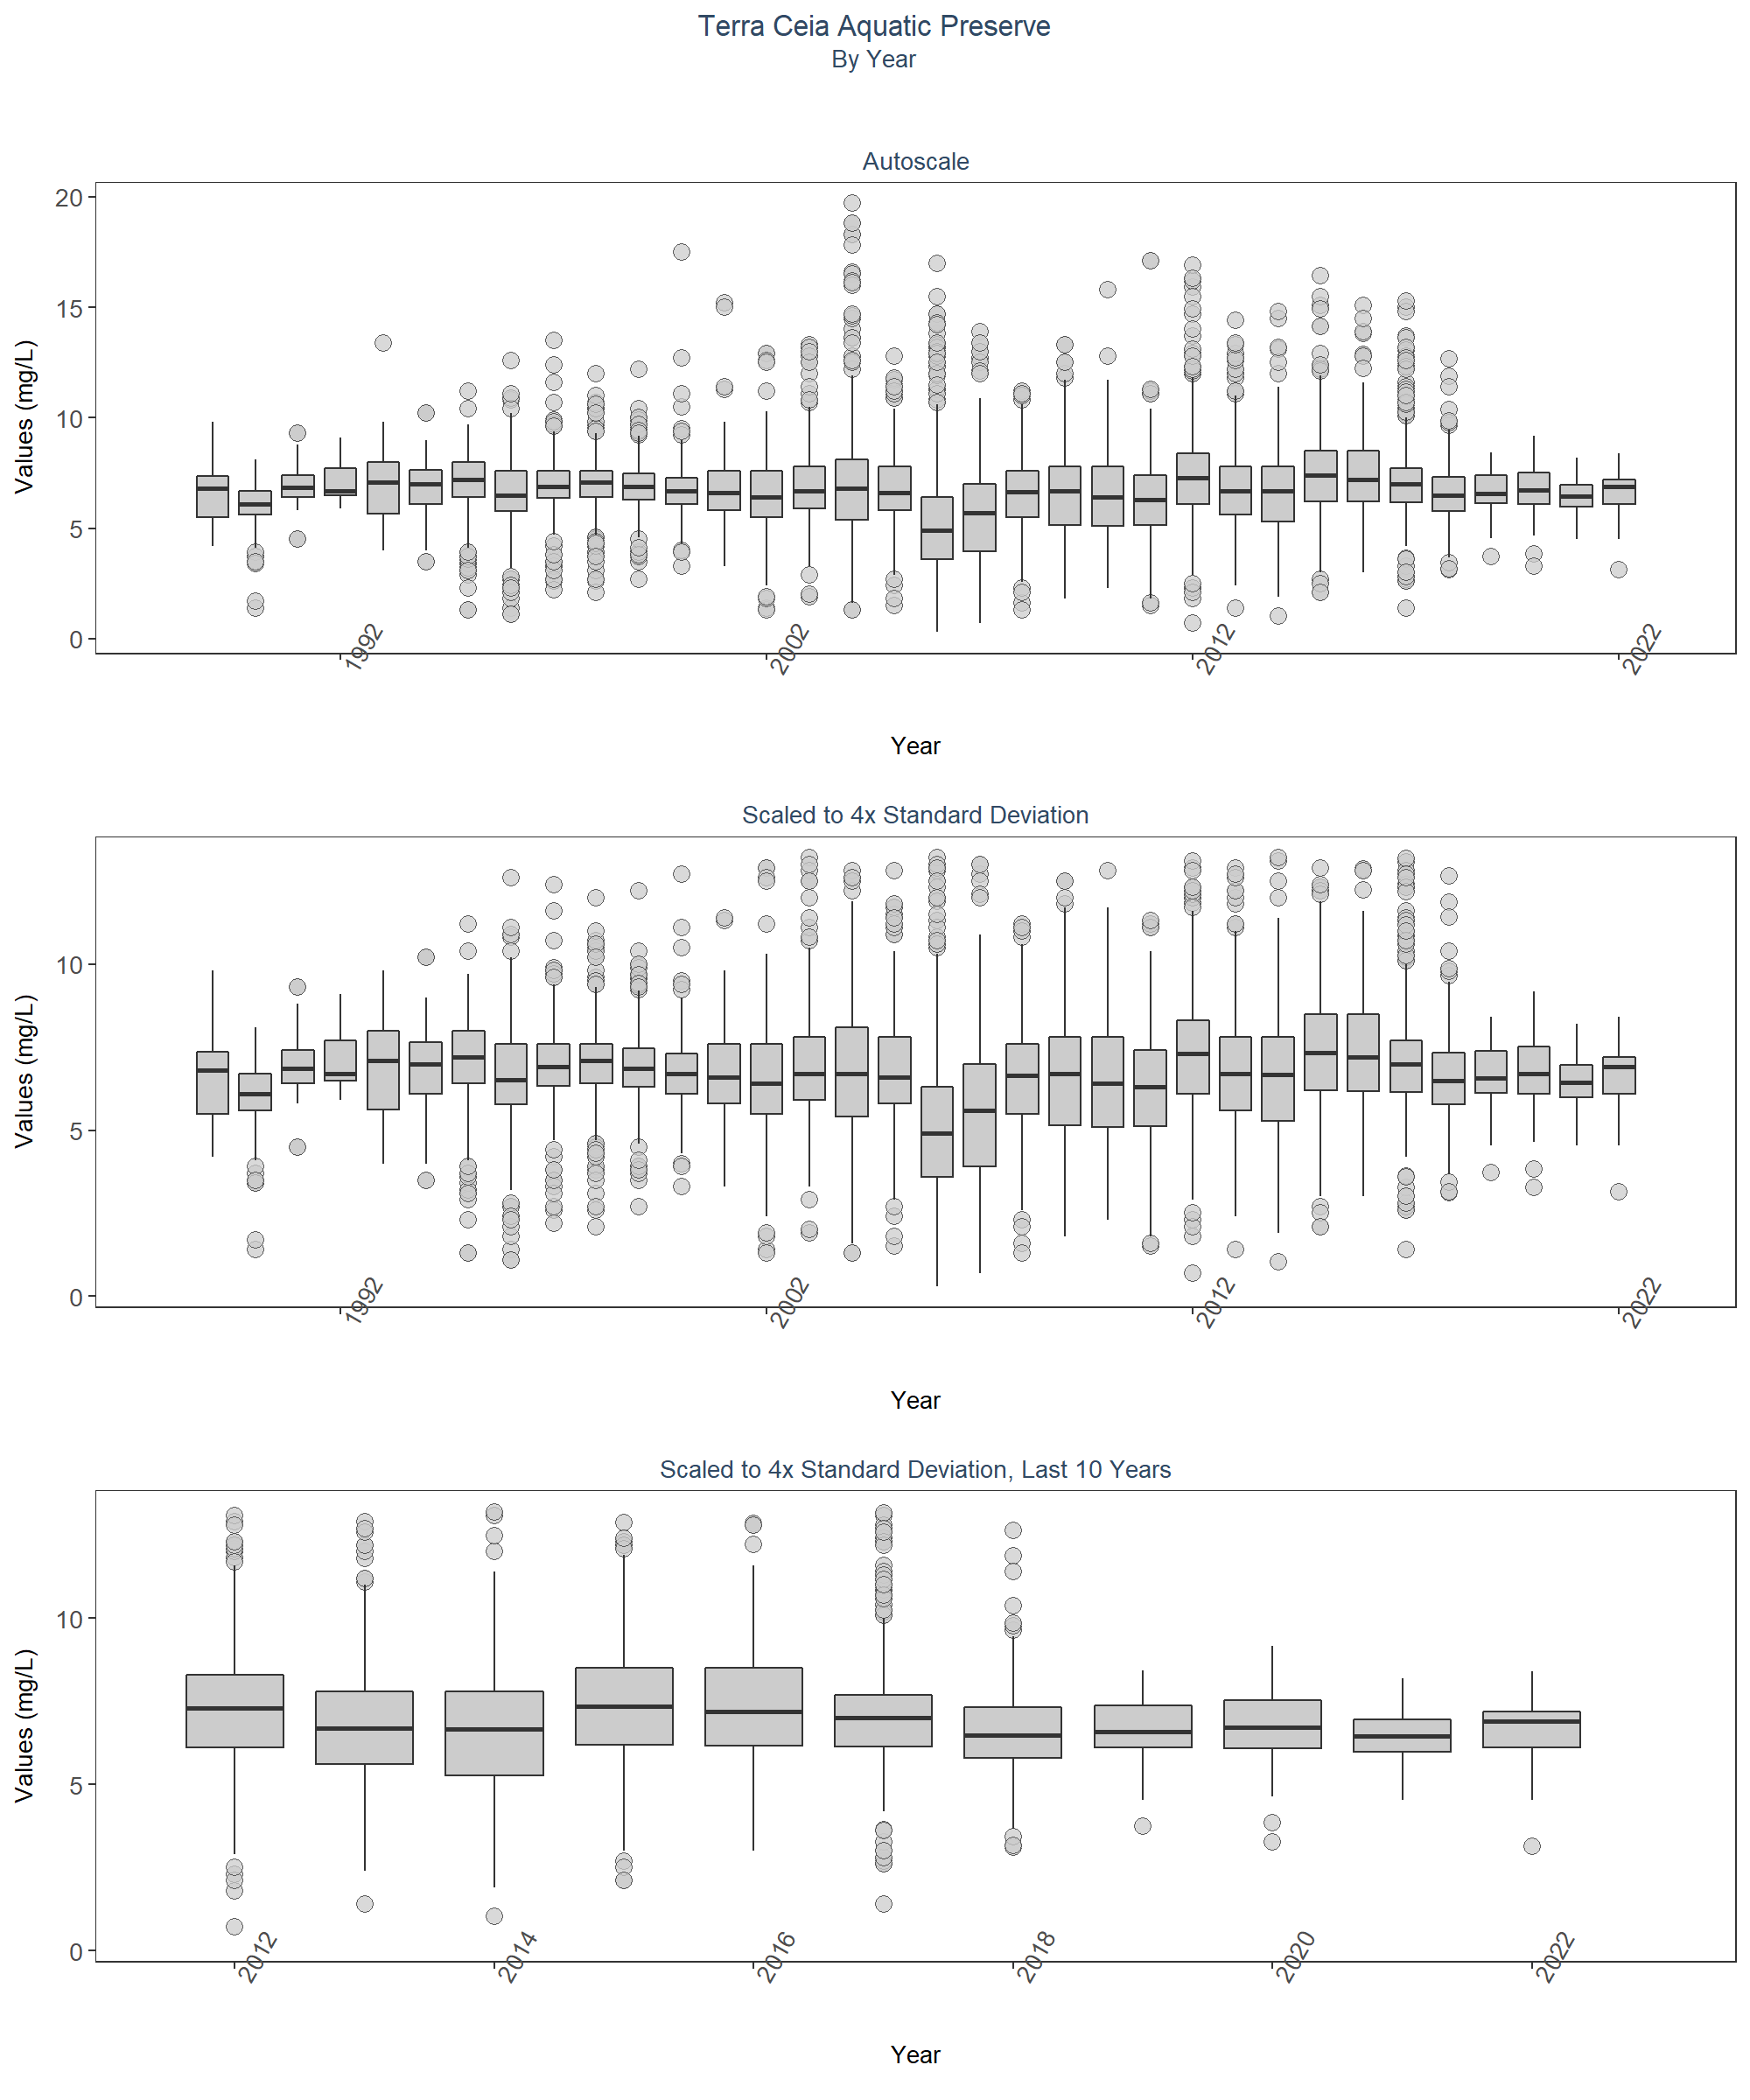 Terra Ceia Aquatic Preserve
By Year
Autoscale
20
15
10
5
0
Values (mg/L)
1992
2002
2012
2022
Year
Scaled to 4x Standard Deviation
10
5
0
Values (mg/L)
1992
2002
2012
2022
Year
Scaled to 4x Standard Deviation, Last 10 Years
10
5
0
Values (mg/L)
2012
2014
2016
2018
2020
2022
Year